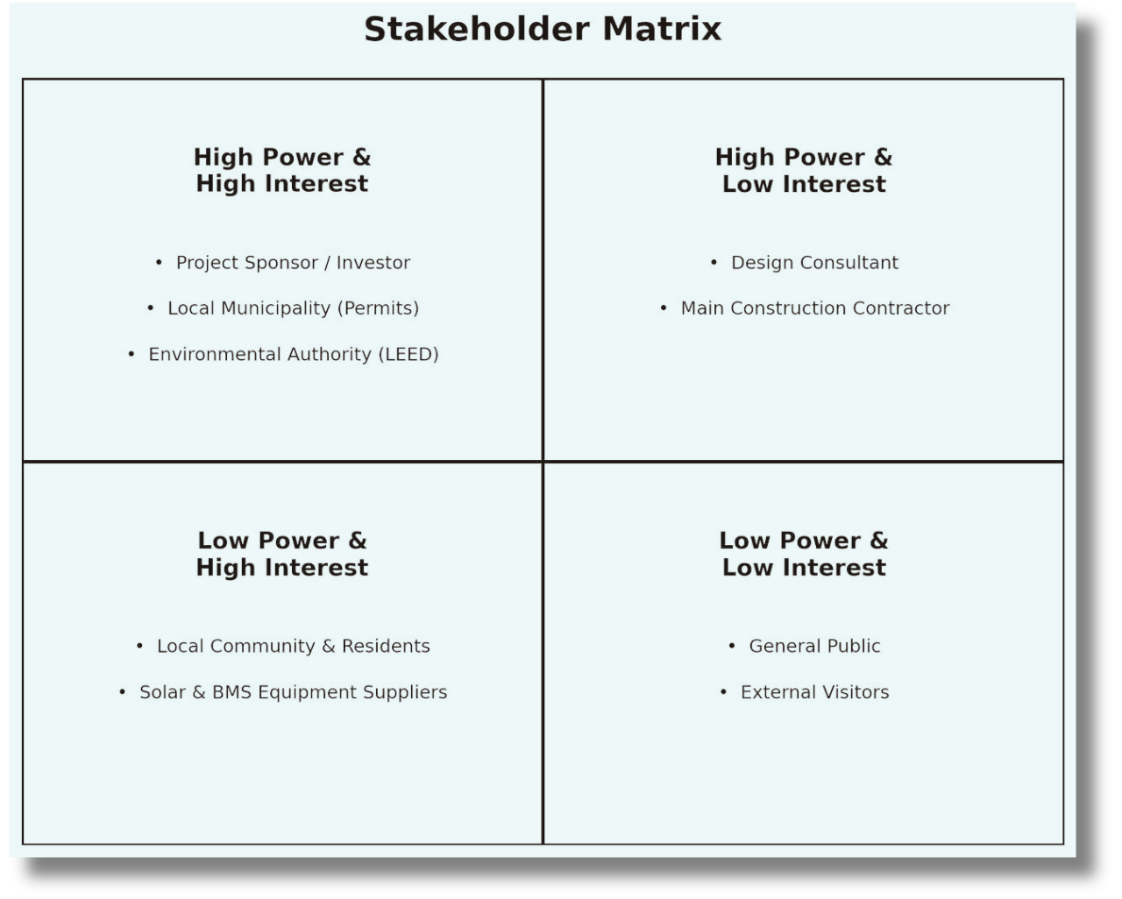 Stakeholder Matrix
High Power &
High Interest
• Project Sponsor / Investor
• Local Municipality (Permits)
• Environmental Authority (LEED)
High Power &
Low Interest
• Design Consultant
• Main Construction Contractor
Low Power &
High Interest
• Local Community & Residents
• Solar & BMS Equipment Suppliers
Low Power &
Low Interest
• General Public
• External Visitors